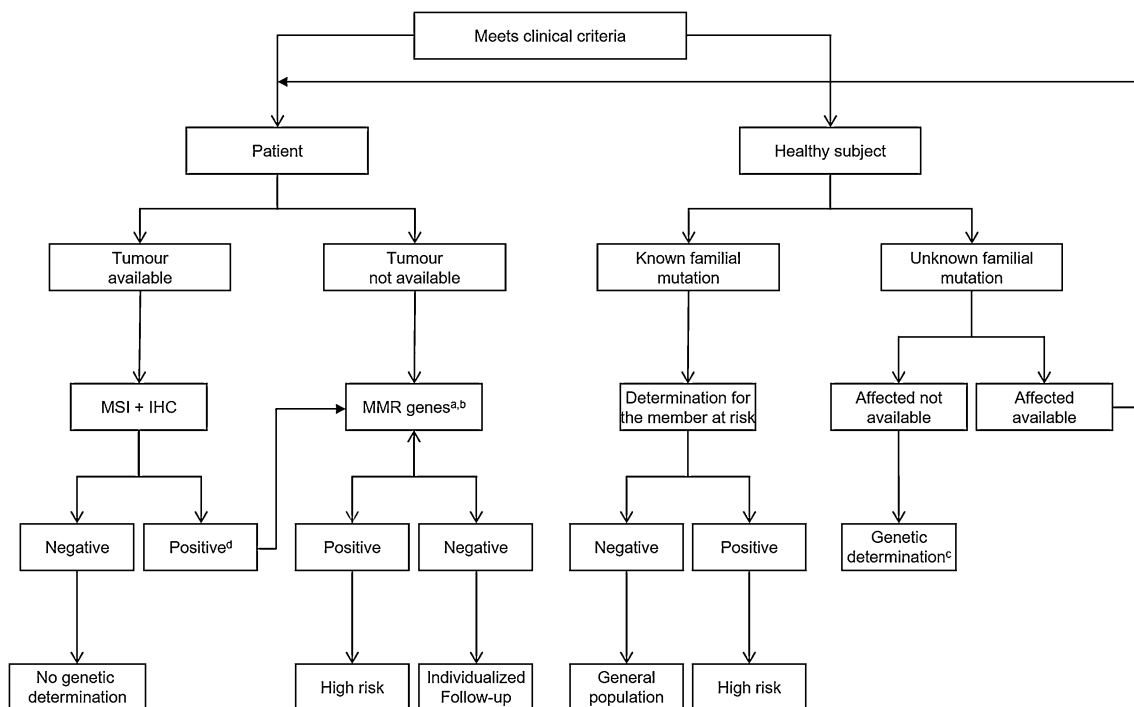 Meets clinical criteria
Patient
Healthy subject
Tumour
available
Tumour
not available
Known familial
mutation
Unknown familial
mutation
MSI + IHC
MMR genesa,b
Determination for
the member at risk
Affected not
available
Affected
available
Negative
Positived
Positive
Negative
Negative
Positive
Genetic
determinationc
No genetic
determination
High risk
Individualized
Follow-up
General
population
High risk